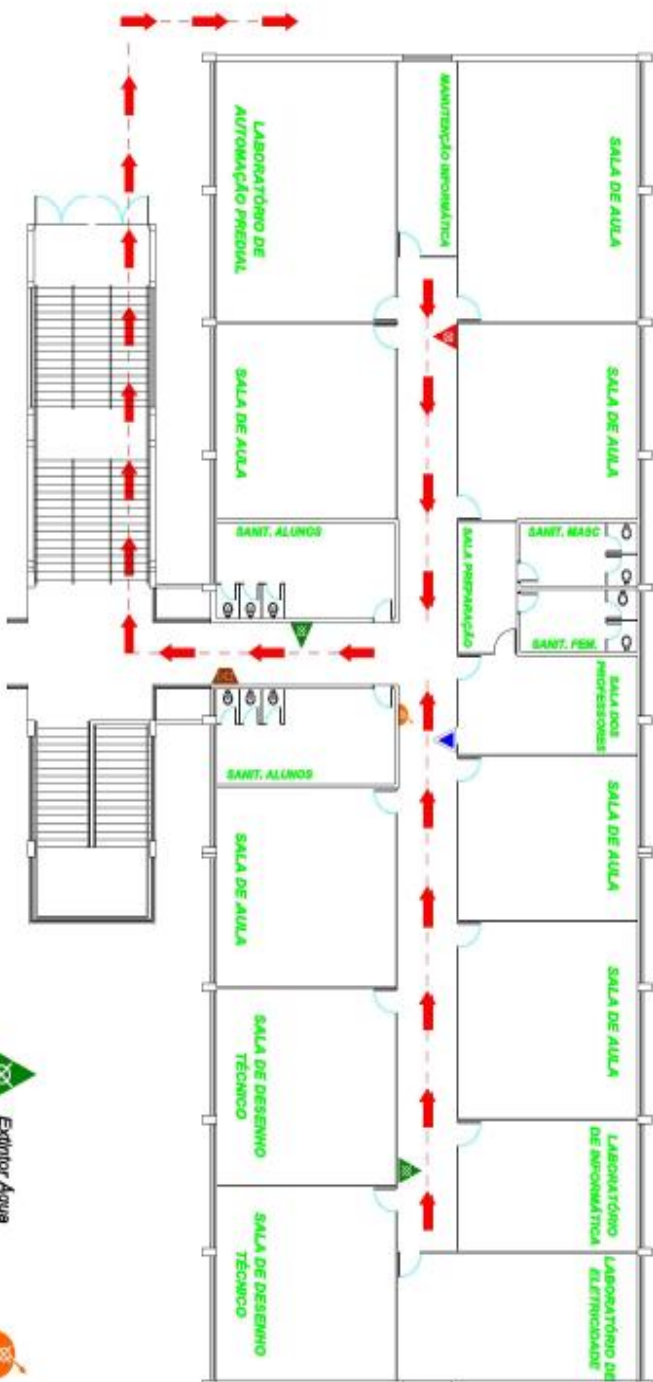 LABORATÓRIO DE
AUTOMAÇÃO PREDIAL
MANUTENÇÃO INFORMÁTICA
SALA DE AULA
SALA DE AULA
SALA DE AULA
SANIT. ALUNOS
SALA PREPARAÇÃO
SANIT. MASC
SANIT. FEM.
SALA DOS
PROFESSORES
SANIT. ALUNOS
SALA DE AULA
SALA DE AULA
SALA DE AULA
SALA DE DESENHO
TÉCNICO
LABORATÓRIO
DE INFORMÁTICA
SALA DE DESENHO
TÉCNICO
LABORATÓRIO DE
ELETRICIDADE
Extintor Água